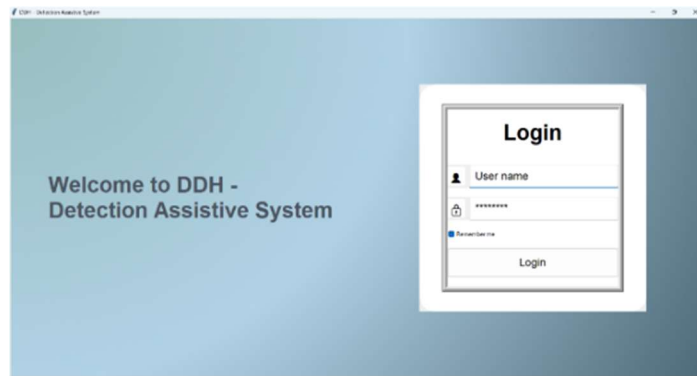 DDH - Detection Assistive System
Welcome to DDH -
Detection Assistive System
Login
User name
********
Remember me
Login